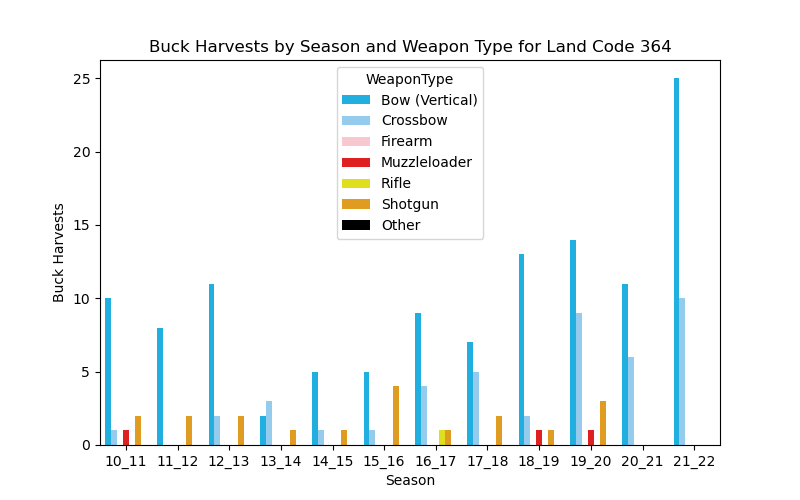 Buck Harvests by Season and Weapon Type for Land Code 364
WeaponType
Bow (Vertical)
Crossbow
Firearm
Muzzleloader
Rifle
Shotgun
Other
Buck Harvests
25
20
15
10
5
0
10_11 11_12 12_13 13_14 14_15 15_16 16_17 17_18 18_19 19_20 20_21 21_22
Season